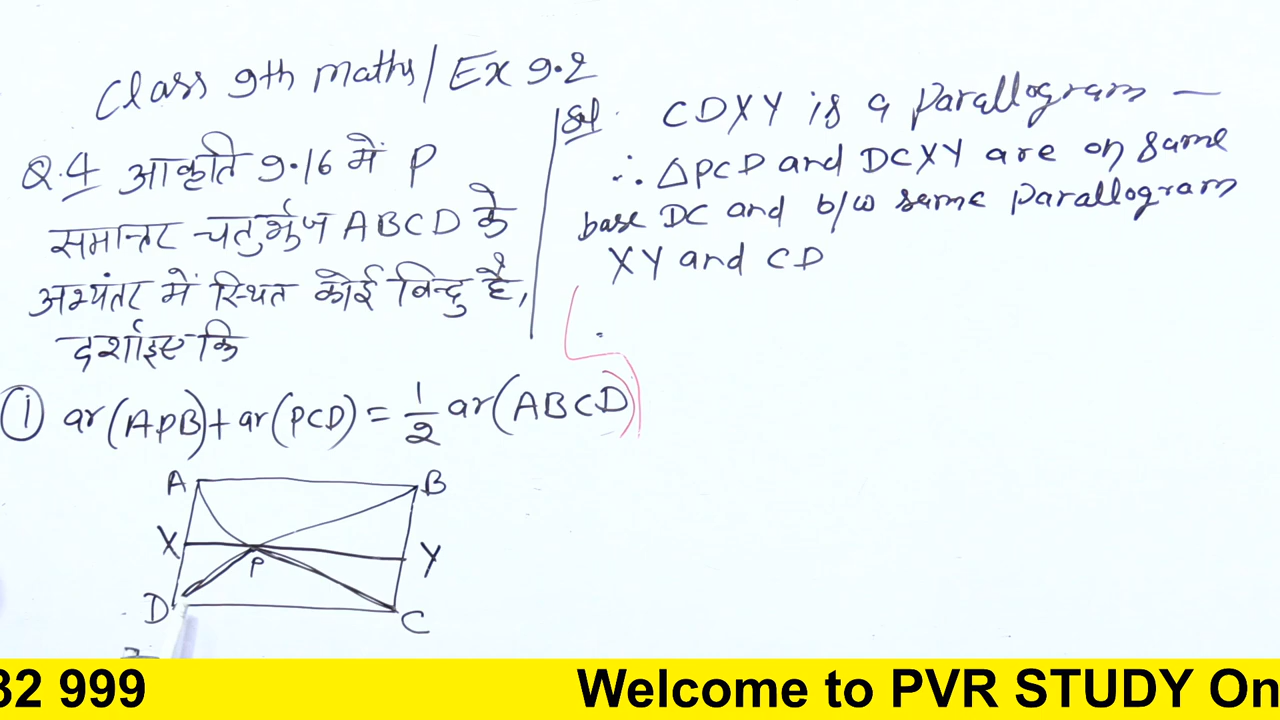 Class 9th maths / Ex 9.2
Q.4 आकृति 9.16 में P
समान्तर चतुर्भुज ABCD के
अभ्यंतर में स्थित कोई विन्दु है,
दर्शाइए कि
① ar(APB)+ar(PCD) = 1/2 ar(ABCD)
A B
X P Y
D C
Sol. CDXY is a Parallogram —
∴ △PCD and DCXY are on same
base DC and b/w same Parallogram
XY and CD
32 999 Welcome to PVR STUDY On